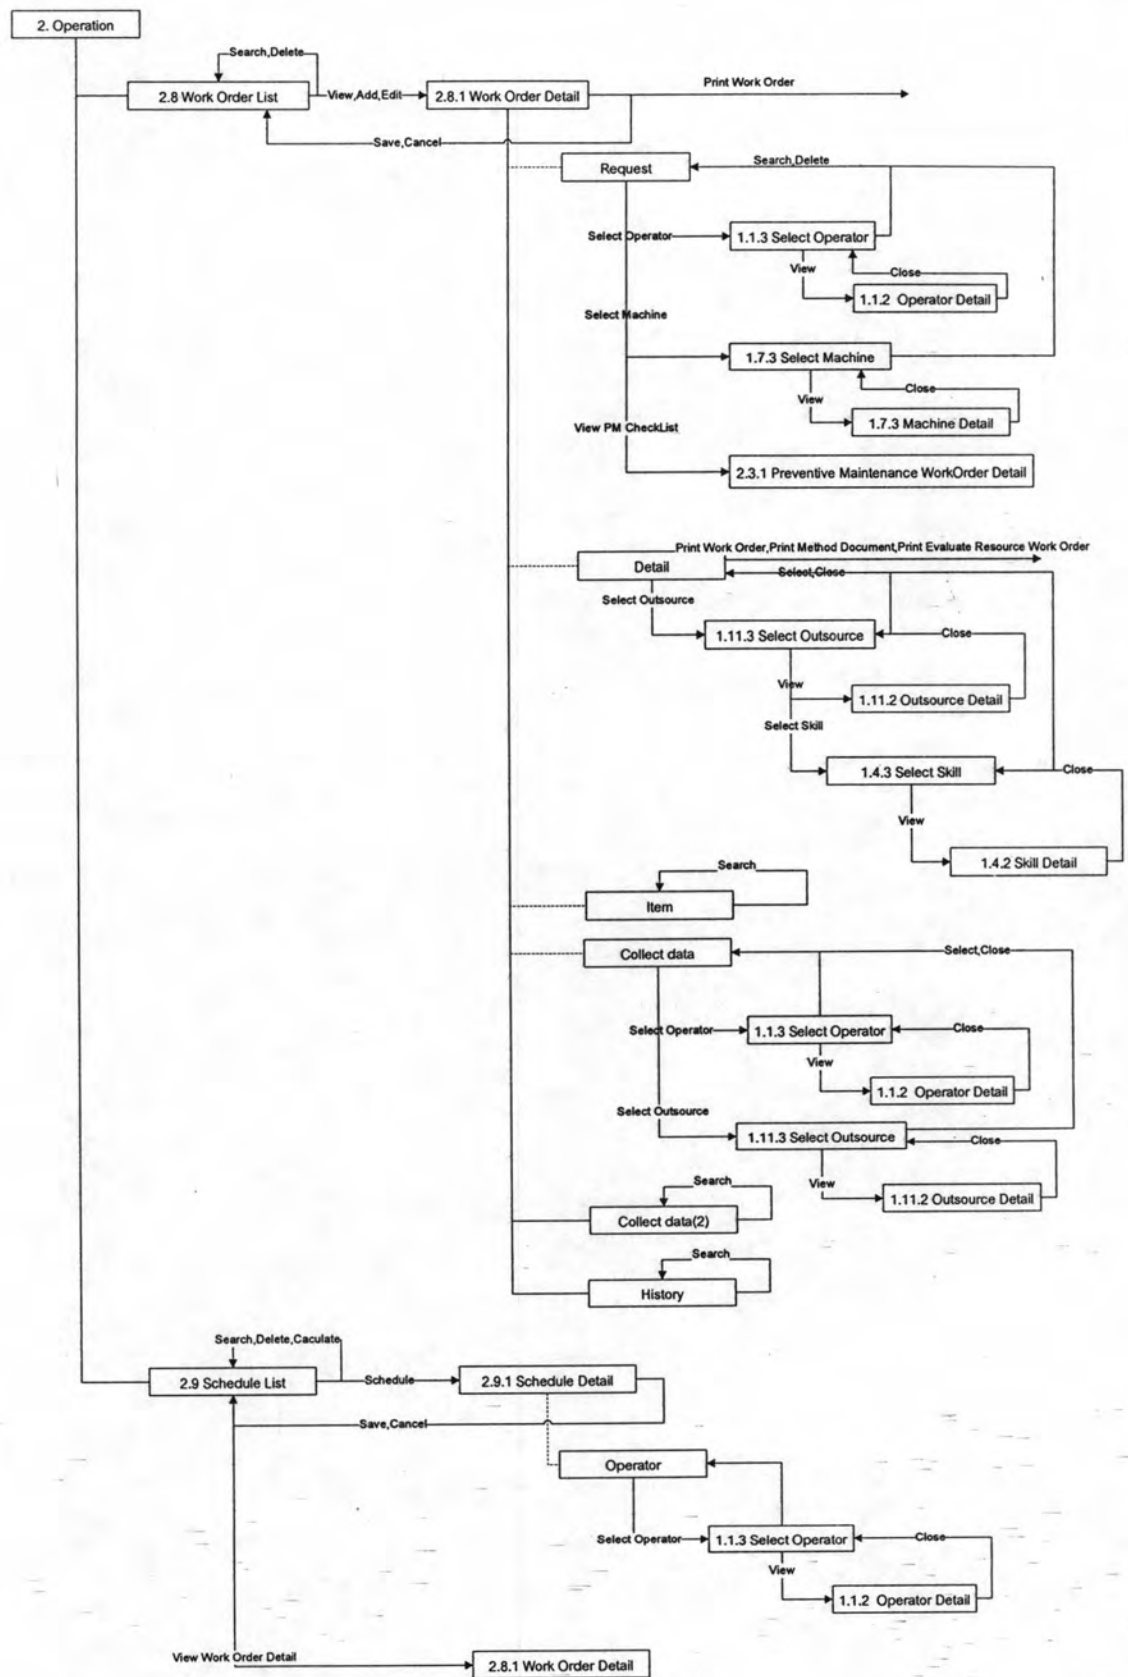 2. Operation
Search,Delete
2.8 Work Order List
View,Add,Edit
2.8.1 Work Order Detail
Print Work Order
Save,Cancel
Request
Search,Delete
Select Operator
1.1.3 Select Operator
View
Close
1.1.2 Operator Detail
Select Machine
1.7.3 Select Machine
View
Close
1.7.3 Machine Detail
View PM CheckList
2.3.1 Preventive Maintenance WorkOrder Detail
Print Work Order,Print Method Document,Print Evaluate Resource Work Order
Detail
Select,Close
Select Outsource
1.11.3 Select Outsource
Close
View
1.11.2 Outsource Detail
Select Skill
1.4.3 Select Skill
Close
View
1.4.2 Skill Detail
Search
Item
Collect data
Select,Close
Select Operator
1.1.3 Select Operator
Close
View
1.1.2 Operator Detail
Select Outsource
1.11.3 Select Outsource
Close
View
1.11.2 Outsource Detail
Search
Collect data(2)
Search
History
Search,Delete,Caculate
2.9 Schedule List
Schedule
2.9.1 Schedule Detail
Save,Cancel
Operator
Select Operator
1.1.3 Select Operator
Close
View
1.1.2 Operator Detail
View Work Order Detail
2.8.1 Work Order Detail